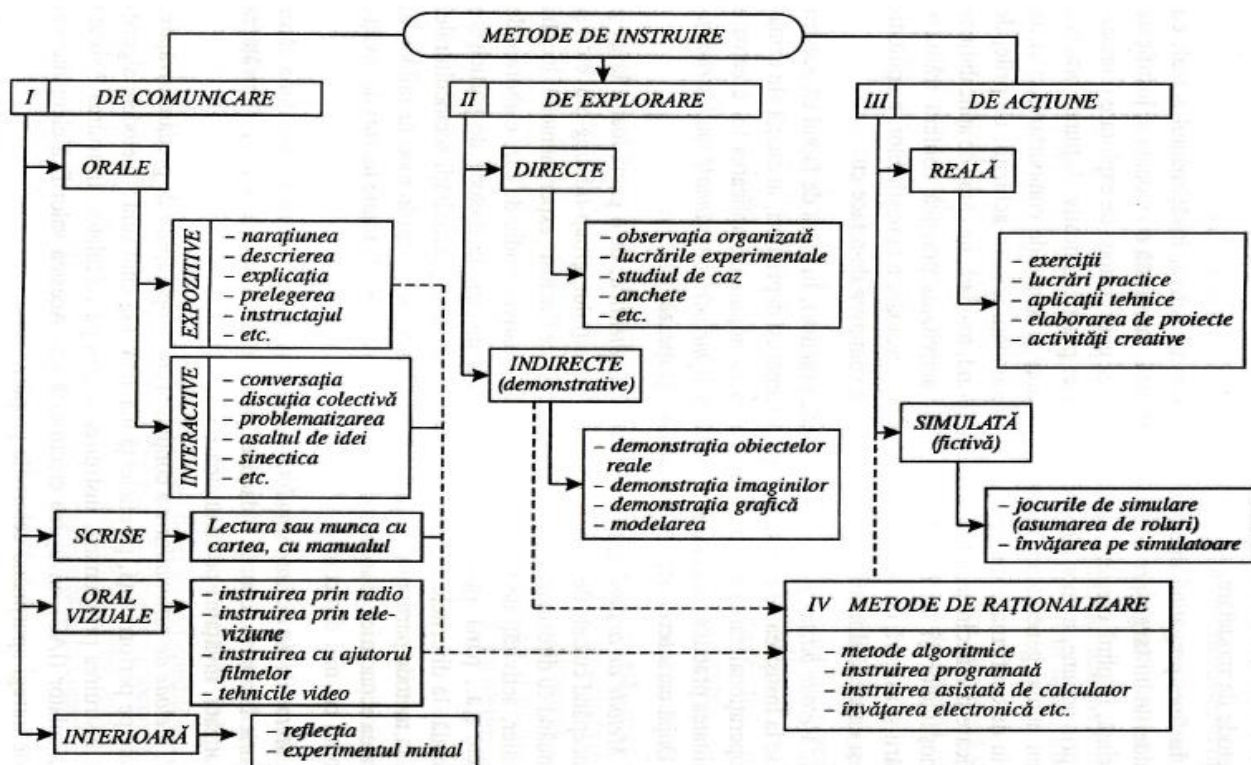 METODE DE INSTRUIRE
I DE COMUNICARE
ORALE
EXPOZITIVE
– narațiunea
– descrierea
– explicația
– prelegerea
– instructajul
– etc.
INTERACTIVE
– conversația
– discuția colectivă
– problematizarea
– asaltul de idei
– sinectica
– etc.
SCRISE
Lectura sau munca cu
cartea, cu manualul
ORAL
VIZUALE
– instruirea prin radio
– instruirea prin tele-
viziune
– instruirea cu ajutorul
filmelor
– tehnicile video
INTERIOARĂ
– reflecția
– experimentul mintal
II DE EXPLORARE
DIRECTE
– observația organizată
– lucrările experimentale
– studiul de caz
– anchete
– etc.
INDIRECTE
(demonstrative)
– demonstrația obiectelor
reale
– demonstrația imaginilor
– demonstrația grafică
– modelarea
III DE ACȚIUNE
REALĂ
– exerciții
– lucrări practice
– aplicații tehnice
– elaborarea de proiecte
– activități creative
SIMULATĂ
(fictivă)
– jocurile de simulare
(asumarea de roluri)
– învățarea pe simulatoare
IV METODE DE RAȚIONALIZARE
– metode algoritmice
– instruirea programată
– instruirea asistată de calculator
– învățarea electronică etc.